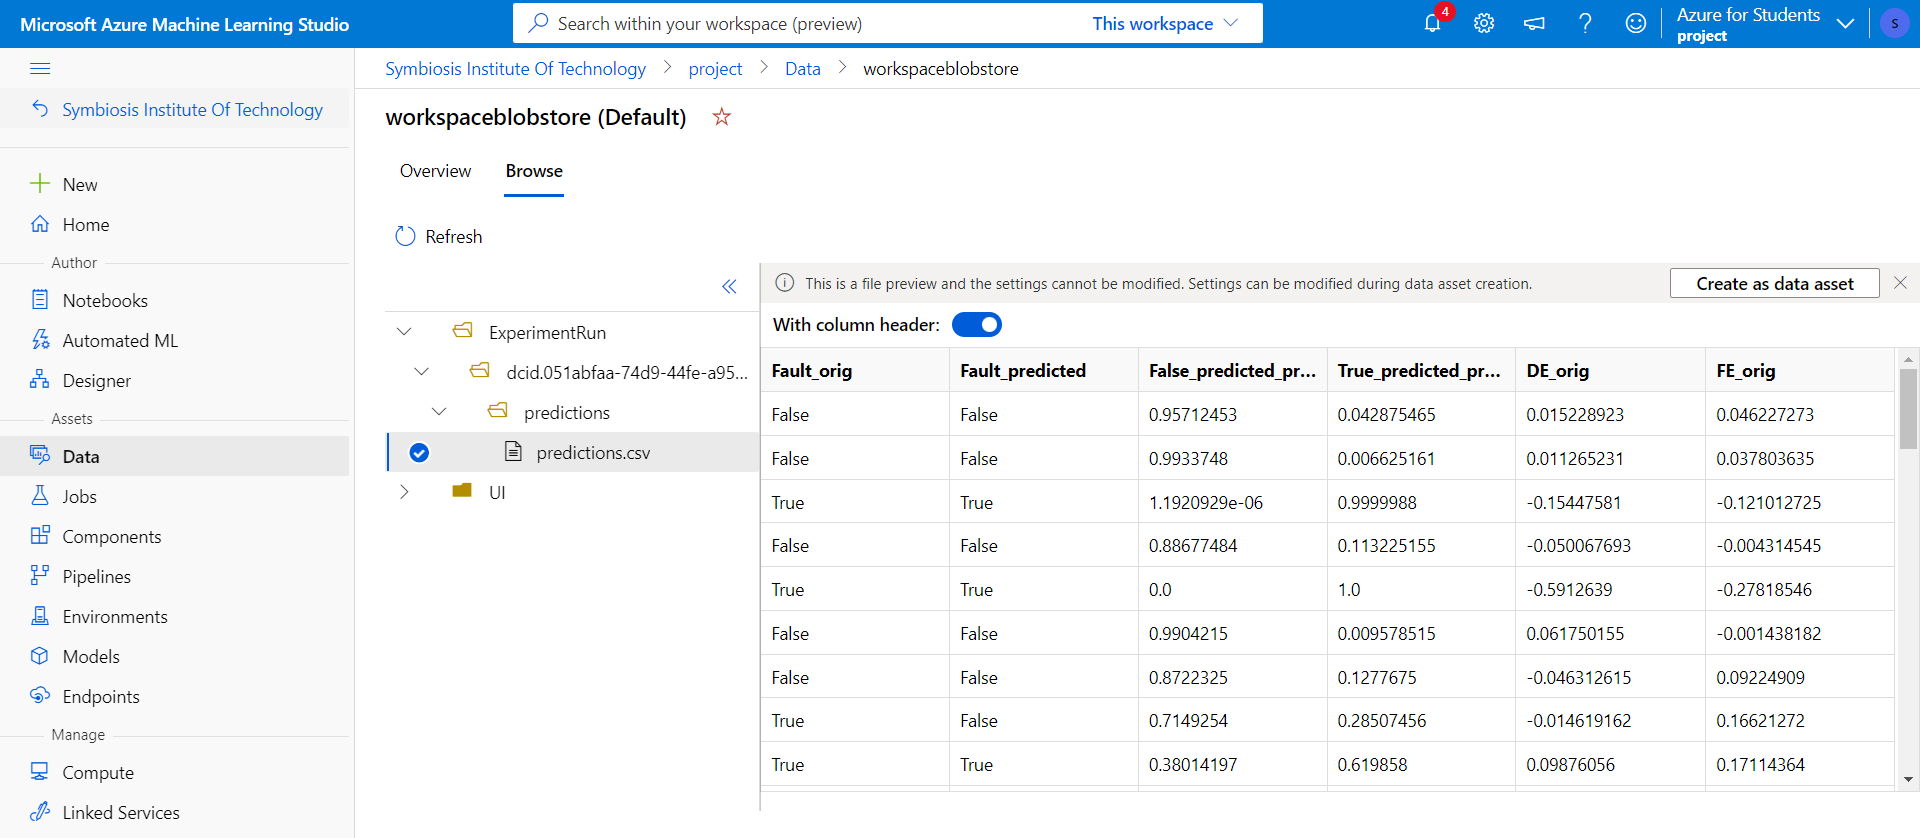 Microsoft Azure Machine Learning Studio
Search within your workspace (preview) This workspace
4
Azure for Students
project
S
Symbiosis Institute Of Technology
New
Home
Author
Notebooks
Automated ML
Designer
Assets
Data
Jobs
Components
Pipelines
Environments
Models
Endpoints
Manage
Compute
Linked Services
Symbiosis Institute Of Technology > project > Data > workspaceblobstore
workspaceblobstore (Default)
Overview Browse
Refresh
ExperimentRun
dcid.051abfaa-74d9-44fe-a95...
predictions
predictions.csv
UI
This is a file preview and the settings cannot be modified. Settings can be modified during data asset creation. Create as data asset
With column header:
Fault_orig Fault_predicted False_predicted_pr... True_predicted_pr... DE_orig FE_orig
False False 0.95712453 0.042875465 0.015228923 0.046227273
False False 0.9933748 0.006625161 0.011265231 0.037803635
True True 1.1920929e-06 0.9999988 -0.15447581 -0.121012725
False False 0.88677484 0.113225155 -0.050067693 -0.004314545
True True 0.0 1.0 -0.5912639 -0.27818546
False False 0.9904215 0.009578515 0.061750155 -0.001438182
False False 0.8722325 0.1277675 -0.046312615 0.09224909
True False 0.7149254 0.28507456 -0.014619162 0.16621272
True True 0.38014197 0.619858 0.09876056 0.17114364